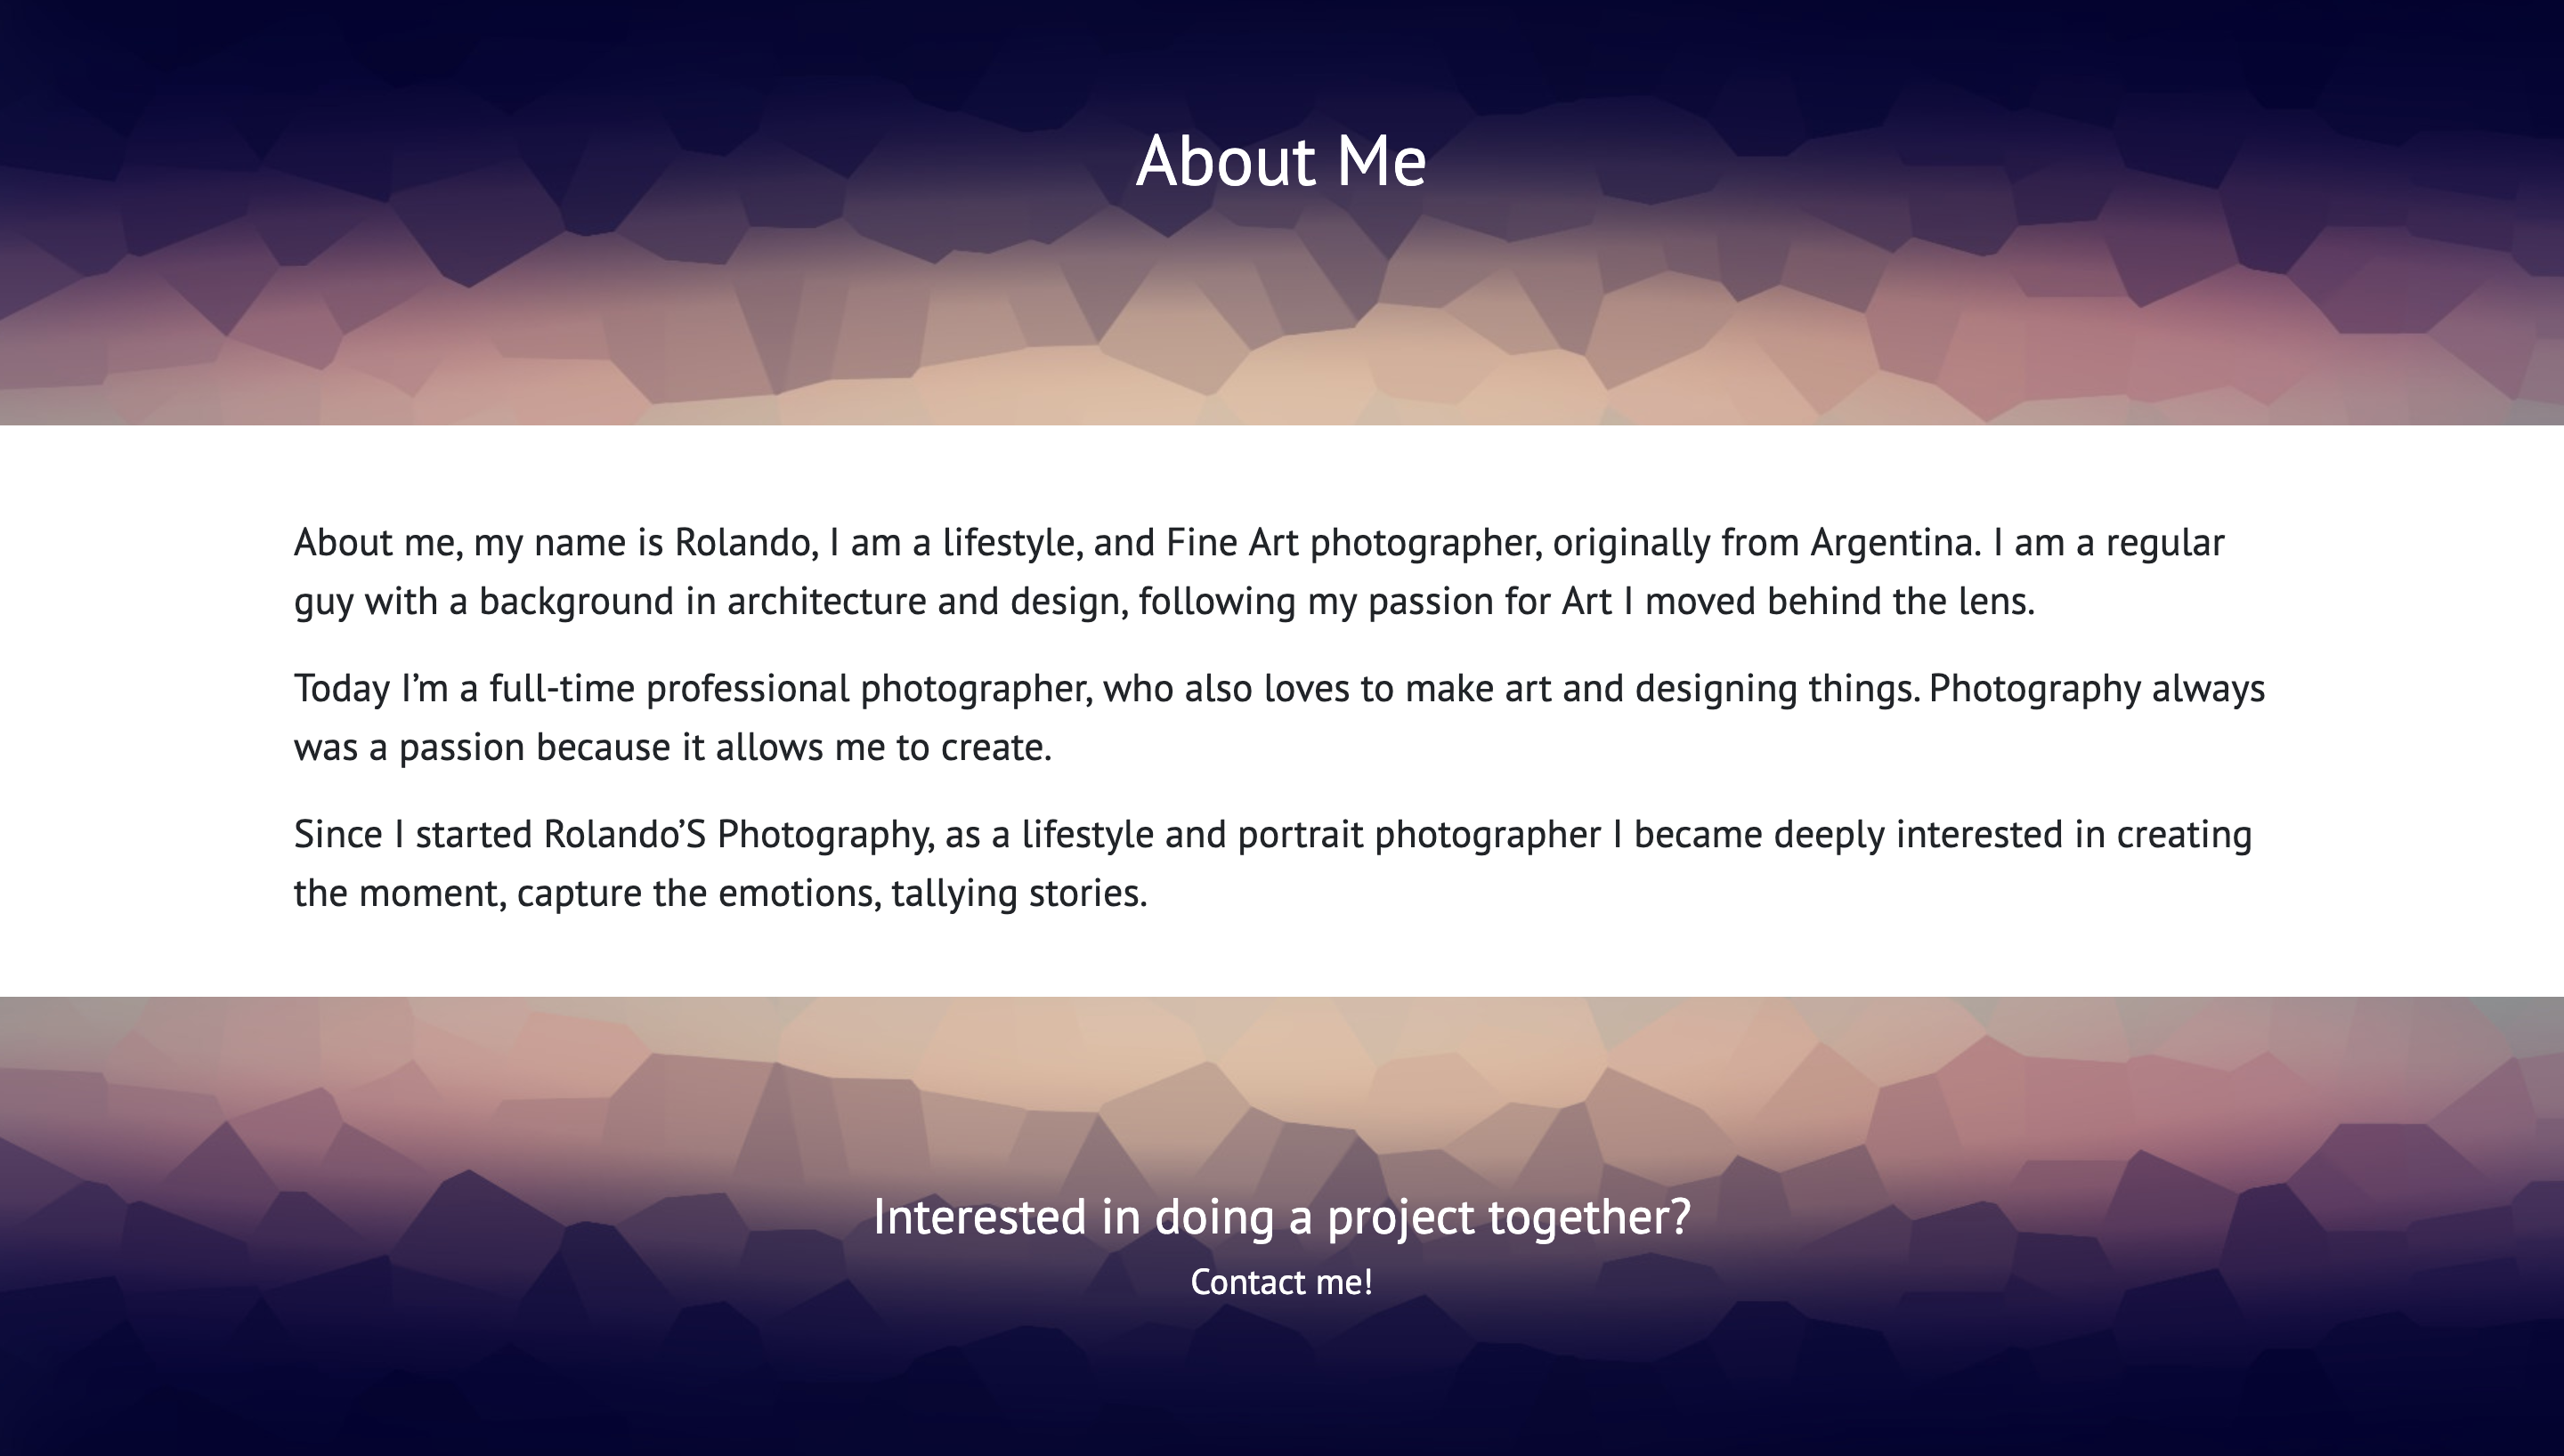 About Me
About me, my name is Rolando, I am a lifestyle, and Fine Art photographer, originally from Argentina. I am a regular
guy with a background in architecture and design, following my passion for Art I moved behind the lens.
Today I’m a full-time professional photographer, who also loves to make art and designing things. Photography always
was a passion because it allows me to create.
Since I started Rolando’S Photography, as a lifestyle and portrait photographer I became deeply interested in creating
the moment, capture the emotions, tallying stories.
Interested in doing a project together?
Contact me!